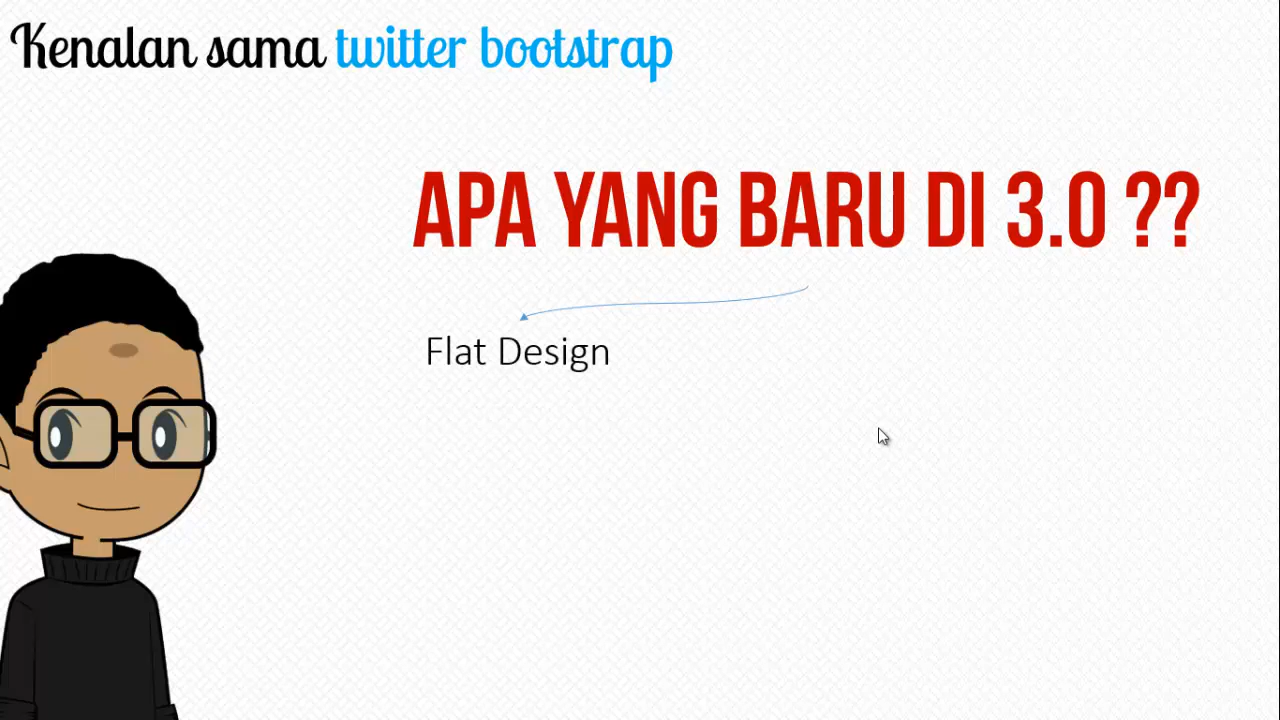 Kenalan sama twitter bootstrap
APA YANG BARU DI 3.0 ??
Flat Design